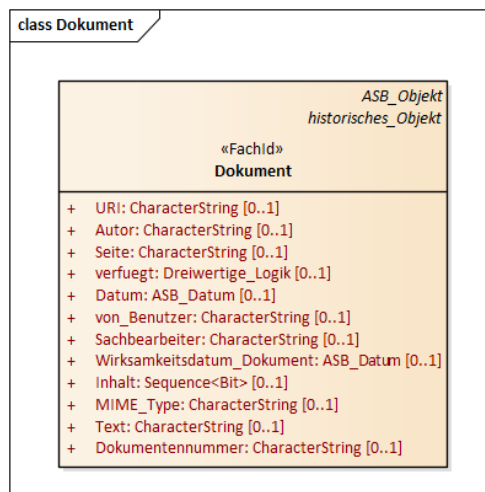 class Dokument
ASB_Objekt
historisches_Objekt
«FachId»
Dokument
+ URI: CharacterString [0..1]
+ Autor: CharacterString [0..1]
+ Seite: CharacterString [0..1]
+ verfuegt: Dreiwertige_Logik [0..1]
+ Datum: ASB_Datum [0..1]
+ von_Benutzer: CharacterString [0..1]
+ Sachbearbeiter: CharacterString [0..1]
+ Wirksamkeitsdatum_Dokument: ASB_Datum [0..1]
+ Inhalt: Sequence<Bit> [0..1]
+ MIME_Type: CharacterString [0..1]
+ Text: CharacterString [0..1]
+ Dokumentennummer: CharacterString [0..1]